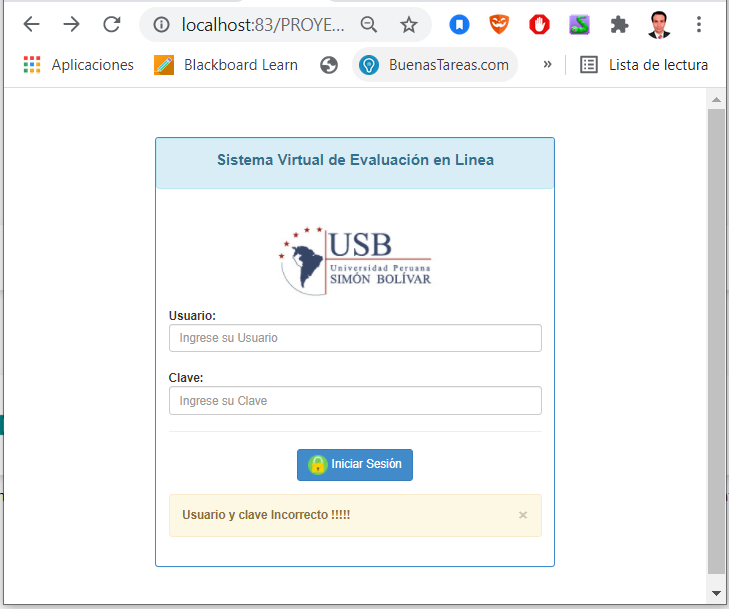 localhost:83/PROYE...
Aplicaciones
Blackboard Learn
BuenasTareas.com
»
Lista de lectura
Sistema Virtual de Evaluación en Linea
USB
Universidad Peruana
SIMÓN BOLÍVAR
Usuario:
Ingrese su Usuario
Clave:
Ingrese su Clave
Iniciar Sesión
Usuario y clave Incorrecto !!!!! ×